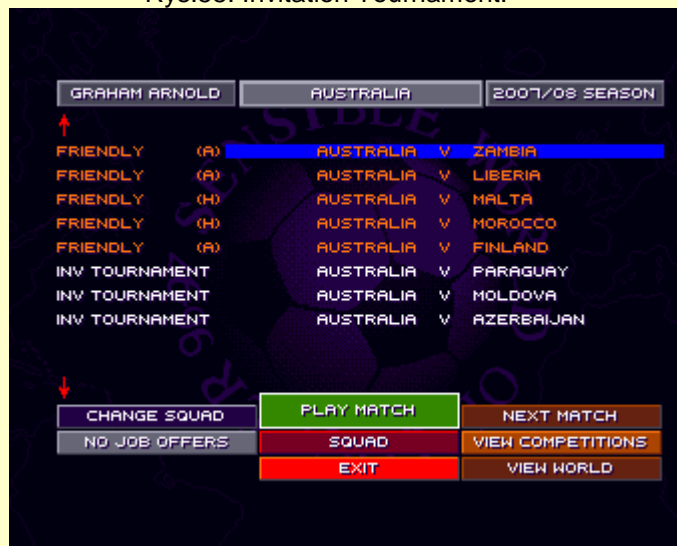 Invitation Tournament.
GRAHAM ARNOLD AUSTRALIA 2007/08 SEASON
FRIENDLY (A) AUSTRALIA V ZAMBIA
FRIENDLY (A) AUSTRALIA V LIBERIA
FRIENDLY (H) AUSTRALIA V MALTA
FRIENDLY (H) AUSTRALIA V MOROCCO
FRIENDLY (A) AUSTRALIA V FINLAND
INV TOURNAMENT AUSTRALIA V PARAGUAY
INV TOURNAMENT AUSTRALIA V MOLDOVA
INV TOURNAMENT AUSTRALIA V AZERBAIJAN
CHANGE SQUAD PLAY MATCH NEXT MATCH
NO JOB OFFERS SQUAD VIEW COMPETITIONS
EXIT VIEW WORLD